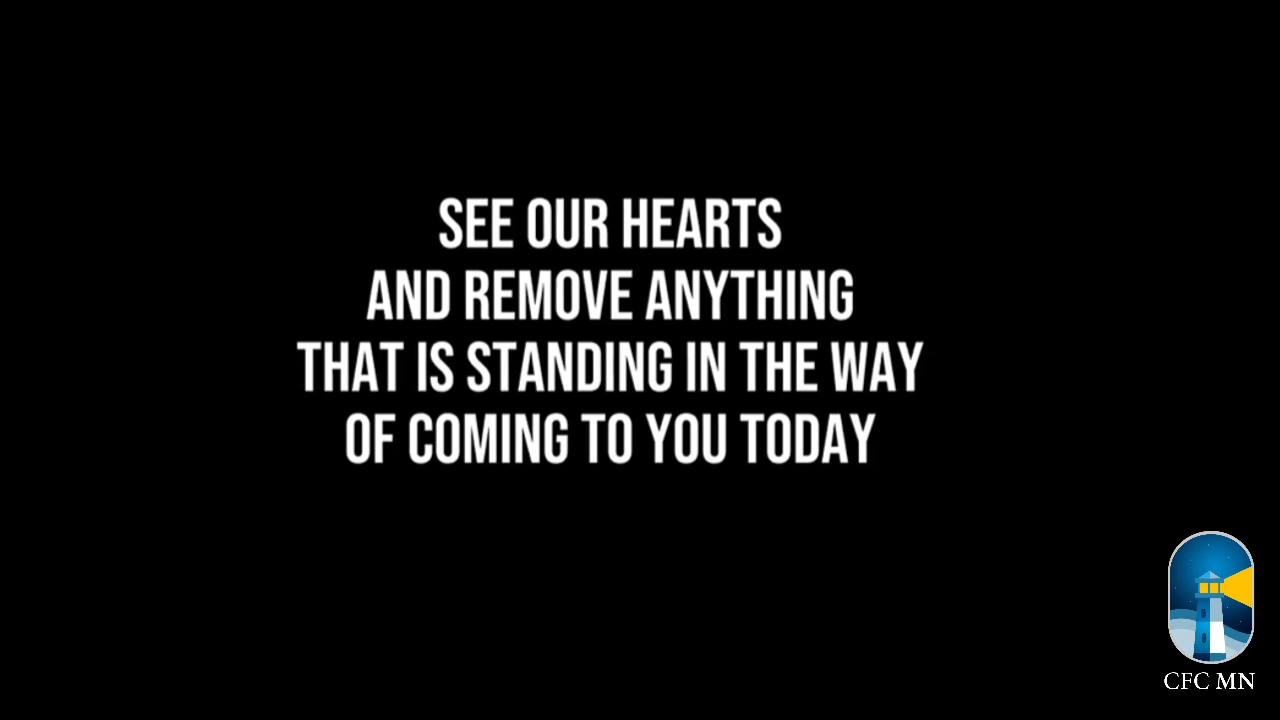 SEE OUR HEARTS
AND REMOVE ANYTHING
THAT IS STANDING IN THE WAY
OF COMING TO YOU TODAY
CFC MN